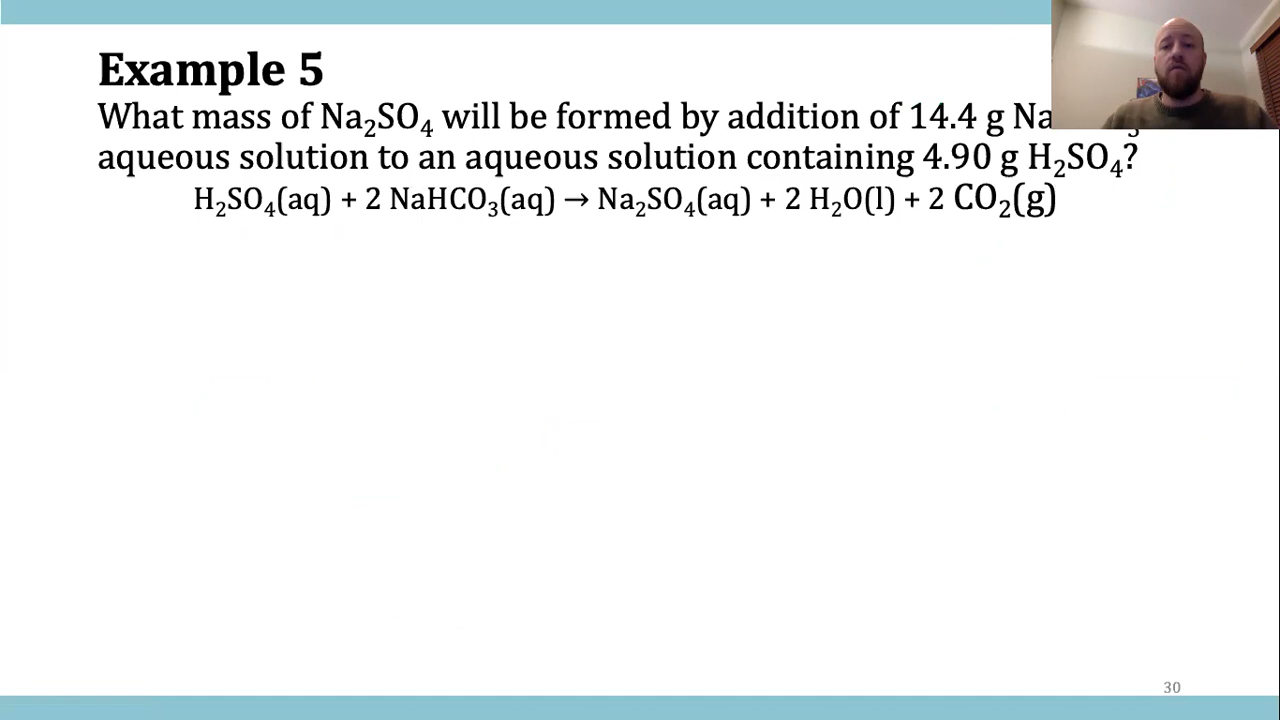 Example 5
What mass of Na₂SO₄ will be formed by addition of 14.4 g Na
aqueous solution to an aqueous solution containing 4.90 g H₂SO₄?
H₂SO₄(aq) + 2 NaHCO₃(aq) → Na₂SO₄(aq) + 2 H₂O(l) + 2 CO₂(g)
30